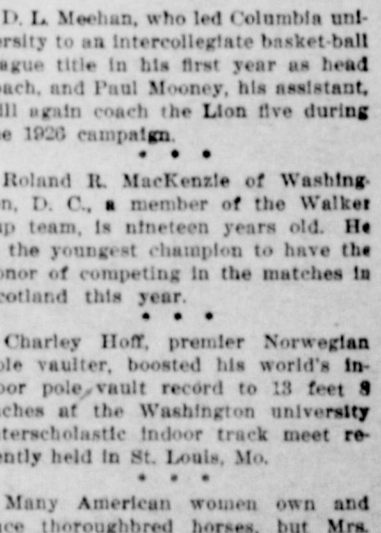 D. L. Meehan, who led Columbia uni-
ersity to an intercollegiate basket-ball
ague title in his first year as head
oach, and Paul Mooney, his assistant,
ill again coach the Lion five during
e 1926 campaign.
* * *
Roland R. MacKenzie of Washing-
n, D. C., a member of the Walker
up team, is nineteen years old. He
the youngest champion to have the
onor of competing in the matches in
cotland this year.
* * *
Charley Hoff, premier Norwegian
ole vaulter, boosted his world's in-
oor pole vault record to 13 feet 8
ches at the Washington university
terscholastic indoor track meet re-
ently held in St. Louis, Mo.
* * *
Many American women own and
ace thoroughbred horses, but Mrs.